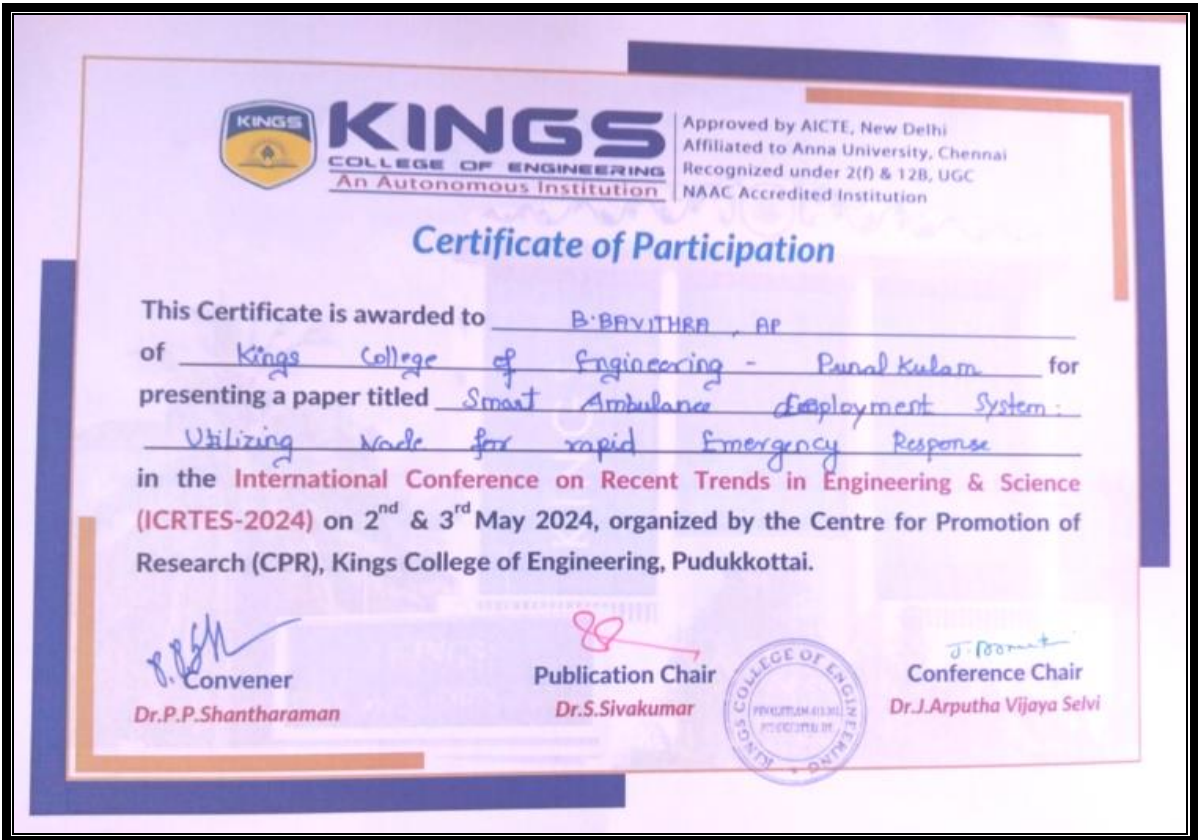 KINGS
KINGS
COLLEGE OF ENGINEERING
An Autonomous Institution
Approved by AICTE, New Delhi
Affiliated to Anna University, Chennai
Recognized under 2(f) & 12B, UGC
NAAC Accredited Institution
Certificate of Participation
This Certificate is awarded to B.BAVITHRA , AP
of Kings College of Engineering - Punalkulam for
presenting a paper titled Smart Ambulance System :
Utilizing for rapid Emergency Response
in the International Conference on Recent Trends in Engineering & Science
(ICRTES-2024) on 2nd & 3rd May 2024, organized by the Centre for Promotion of
Research (CPR), Kings College of Engineering, Pudukkottai.
Convener
Dr.P.P.Shantharaman
Publication Chair
Dr.S.Sivakumar
KINGS COLLEGE OF ENGINEERING
Conference Chair
Dr.J.Arputha Vijaya Selvi